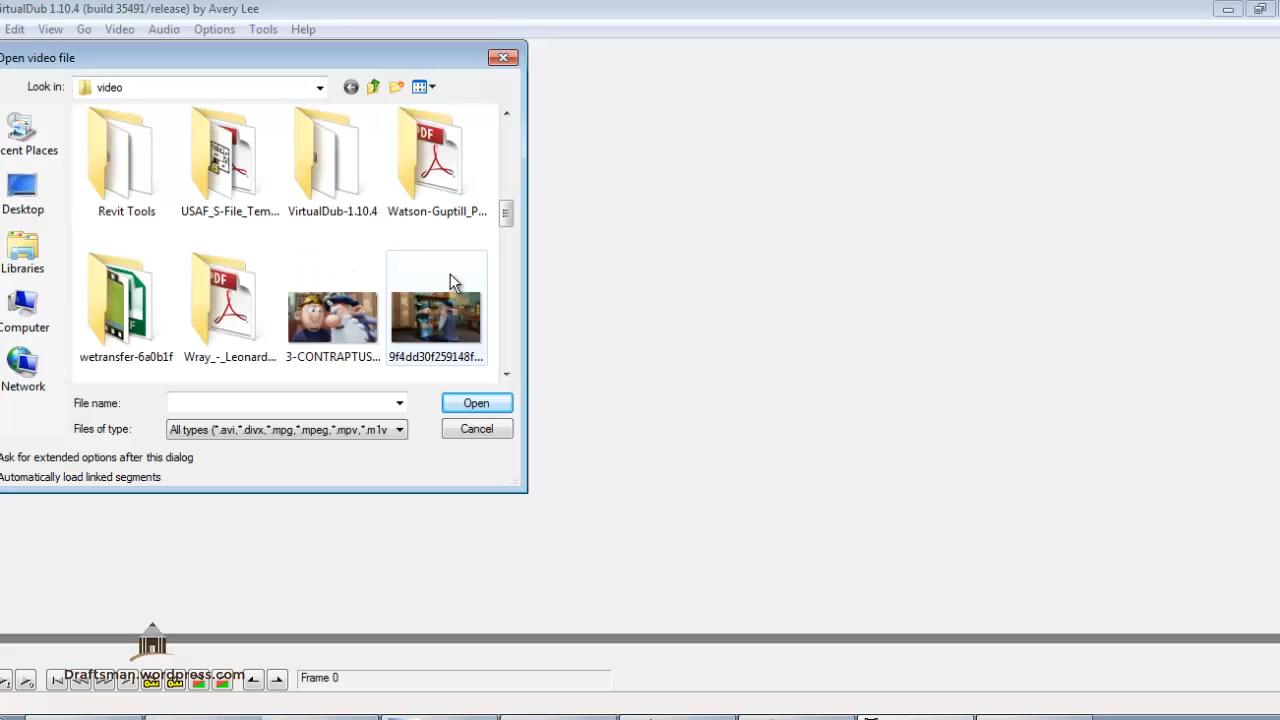 irtualDub 1.10.4 (build 35491/release) by Avery Lee
Edit View Go Video Audio Options Tools Help
Open video file
Look in: video
cent Places
Desktop
Libraries
Computer
Network
Revit Tools
USAF_S-File_Tem...
VirtualDub-1.10.4
Watson-Guptill_P...
wetransfer-6a0b1f
Wray_-_Leonard...
3-CONTRAPTUS...
9f4dd30f259148f...
File name:
Open
Files of type: All types (*.avi,*.divx,*.mpg,*.mpeg,*.mpv,*.m1v
Cancel
Ask for extended options after this dialog
Automatically load linked segments
Draftsman.wordpress.com
Frame 0